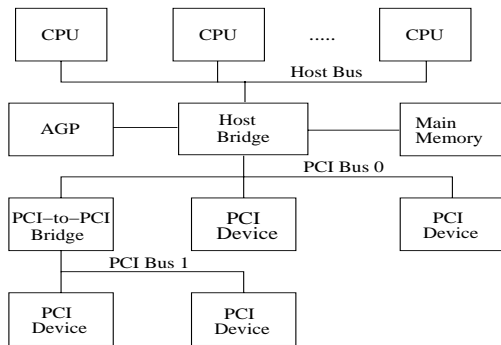 CPU
CPU
.....
CPU
Host Bus
AGP
Host
Bridge
Main
Memory
PCI Bus 0
PCI−to−PCI
Bridge
PCI
Device
PCI
Device
PCI Bus 1
PCI
Device
PCI
Device